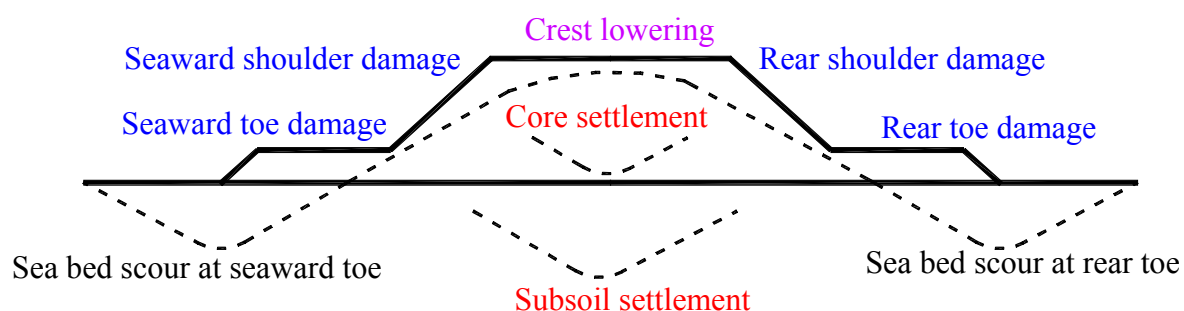 Crest lowering
Seaward shoulder damage
Rear shoulder damage
Seaward toe damage
Core settlement
Rear toe damage
Sea bed scour at seaward toe
Sea bed scour at rear toe
Subsoil settlement